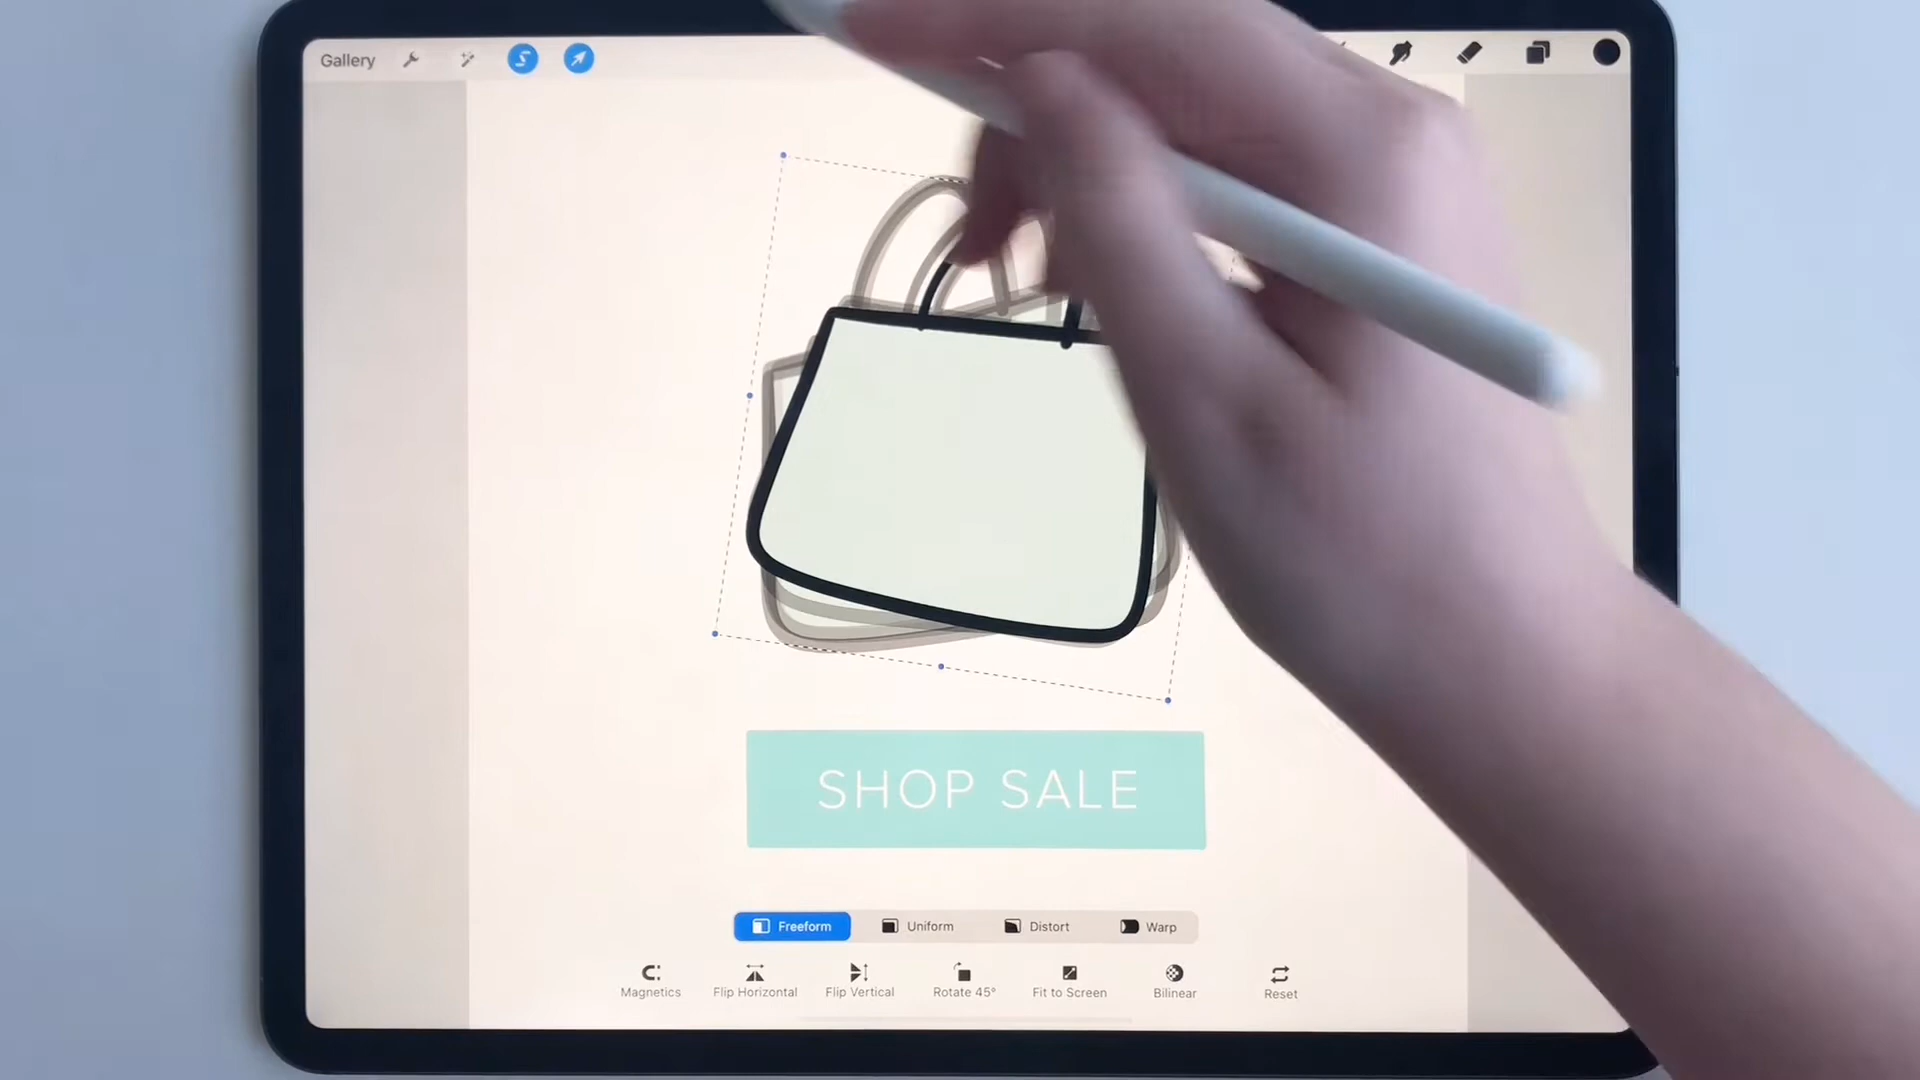 Gallery
SHOP SALE
Freeform Uniform Distort Warp
Magnetics Flip Horizontal Flip Vertical Rotate 45° Fit to Screen Bilinear Reset